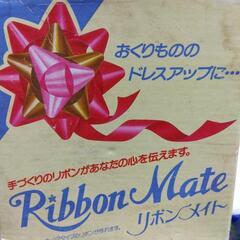 おくりものの
ドレスアップに…
手づくりのリボンがあなたの心を伝えます。
Ribbon Mate
リボンメイト